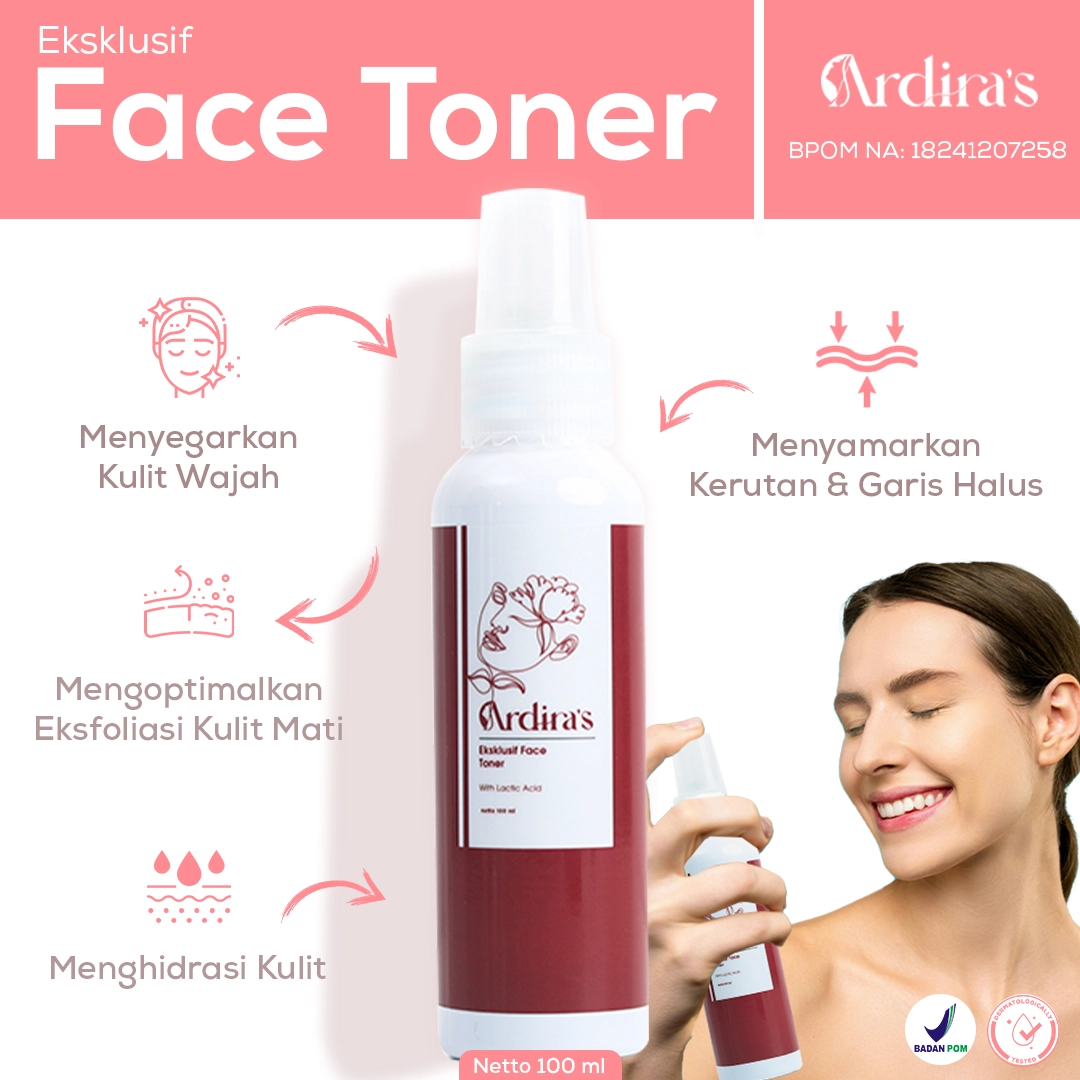 Eksklusif
Face Toner
Ardira's
BPOM NA: 18241207258
Menyegarkan
Kulit Wajah
Menyamarkan
Kerutan & Garis Halus
Mengoptimalkan
Eksfoliasi Kulit Mati
Menghidrasi Kulit
Ardira's
Eksklusif Face
Toner
With Lactic Acid
Netto 100 ml
Netto 100 ml
BADAN POM
DERMATOLOGICALLY
TESTED